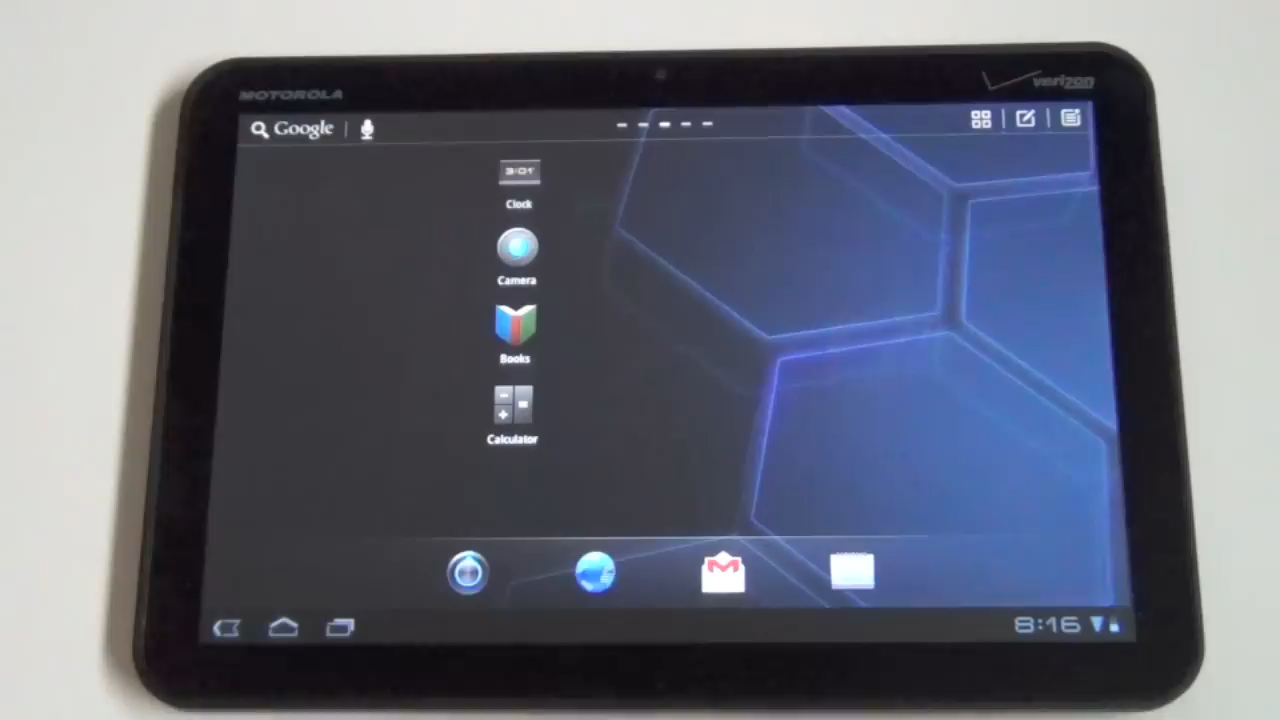 MOTOROLA
verizon
Google
3:01
Clock
Camera
Books
Calculator
8:16